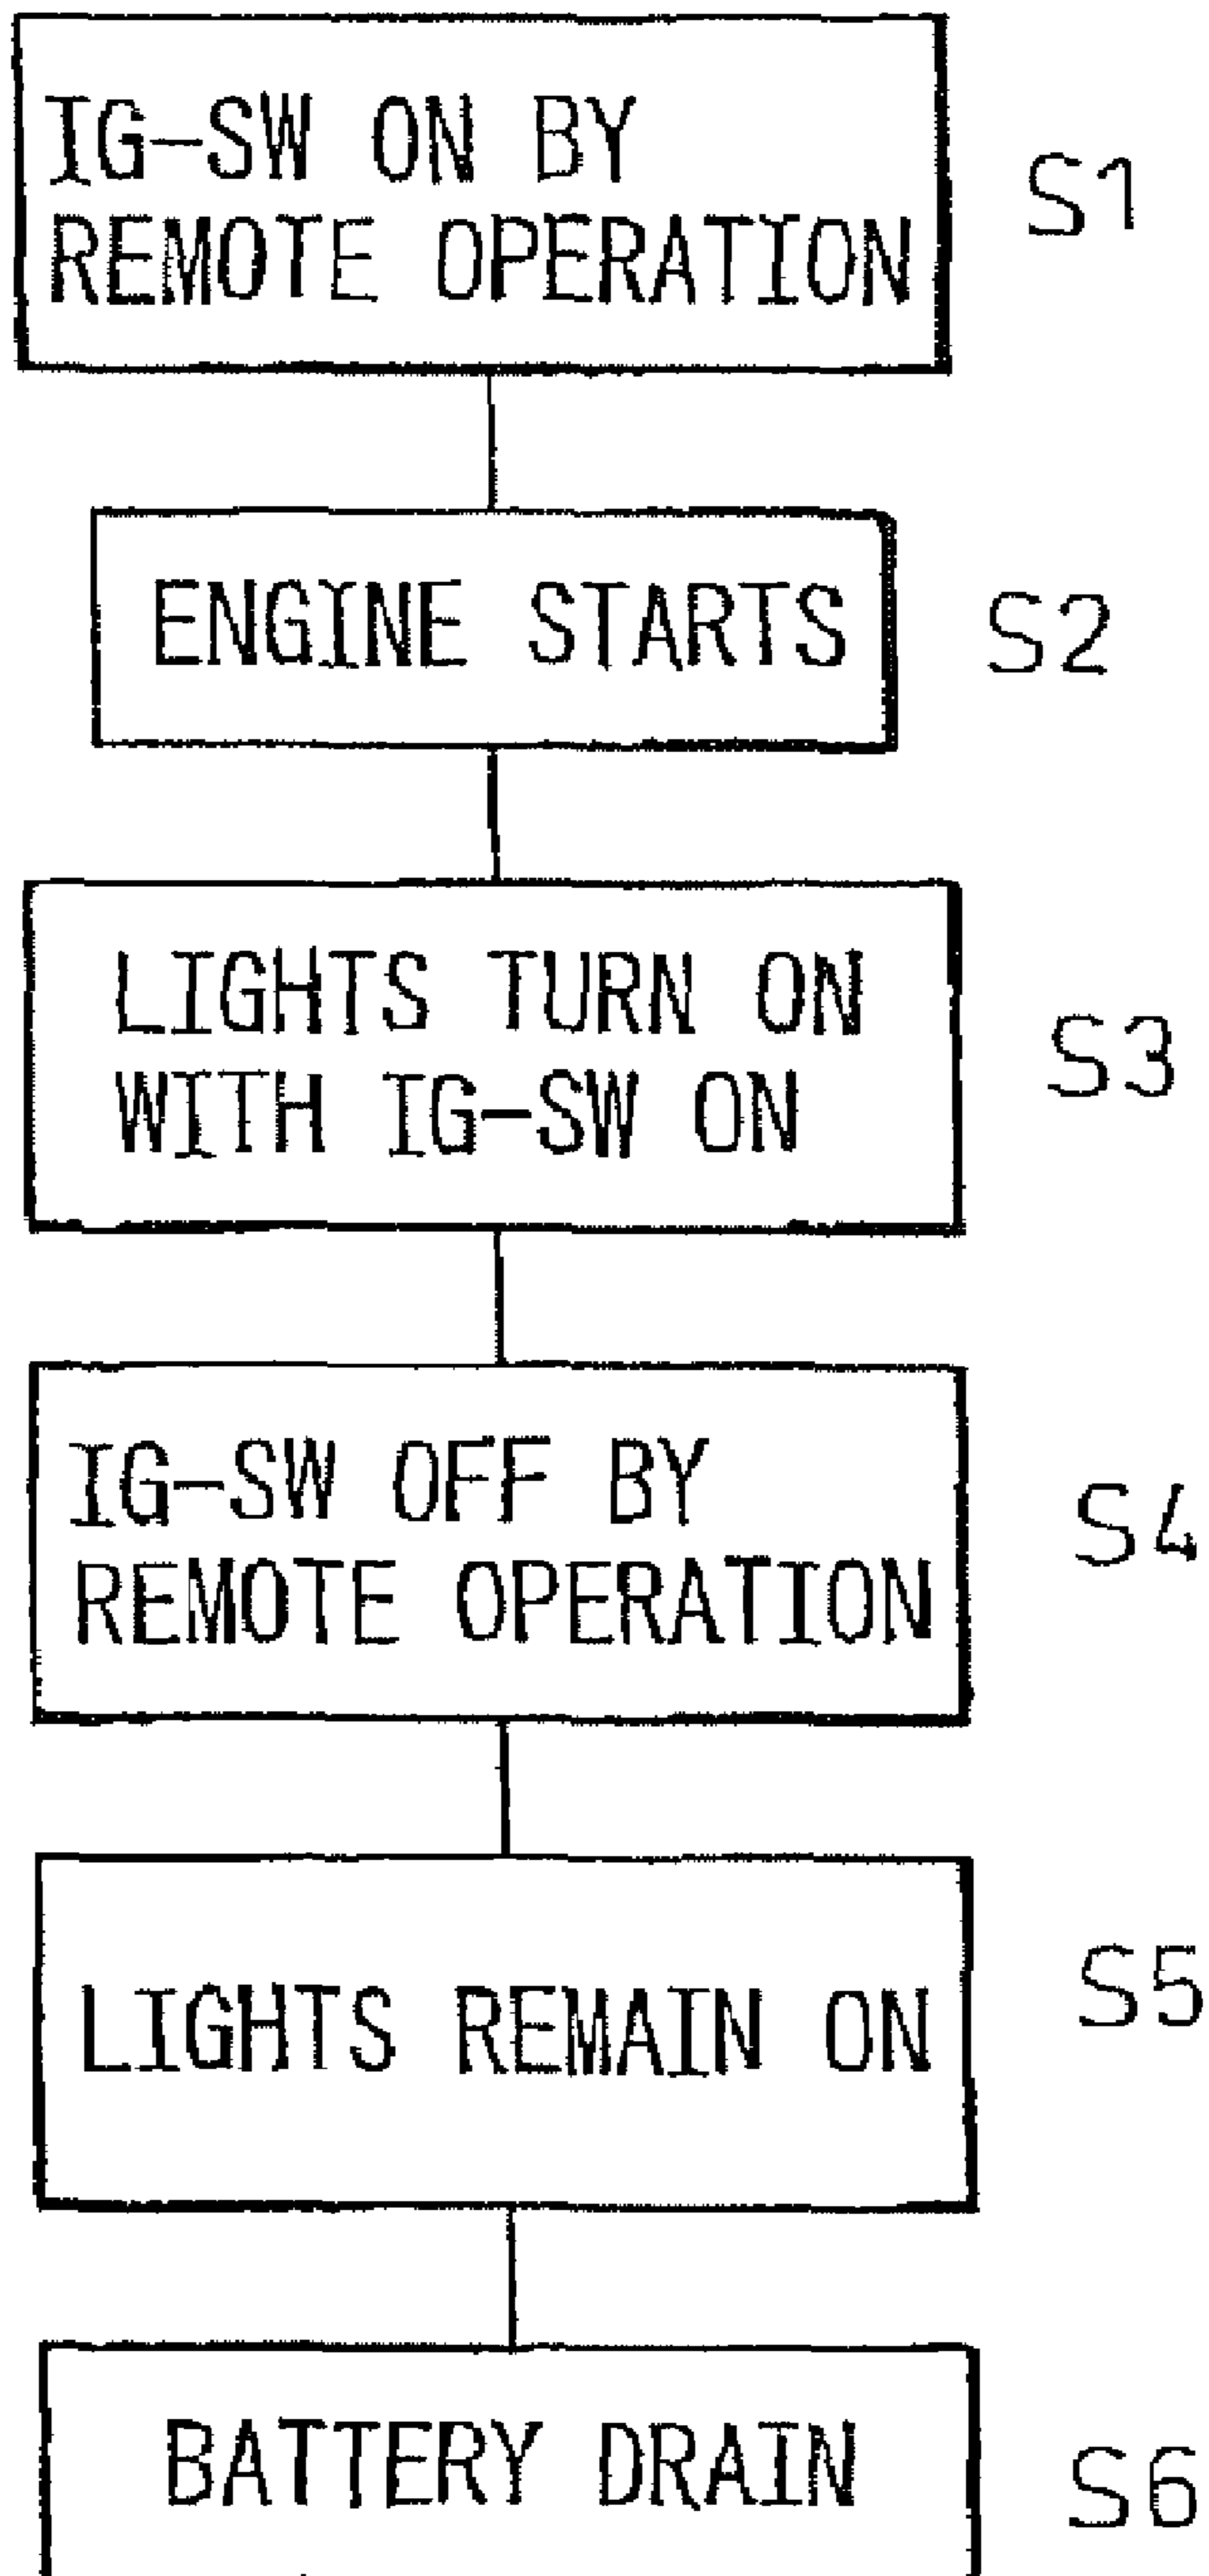 IG-SW ON BY
REMOTE OPERATION
S1
ENGINE STARTS
S2
LIGHTS TURN ON
WITH IG-SW ON
S3
IG-SW OFF BY
REMOTE OPERATION
S4
LIGHTS REMAIN ON
S5
BATTERY DRAIN
S6